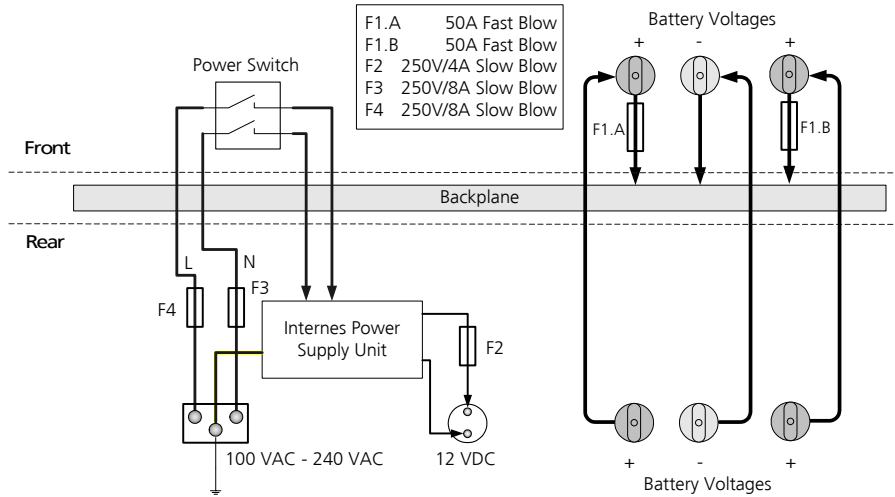 F1.A 50A Fast Blow
F1.B 50A Fast Blow
F2 250V/4A Slow Blow
F3 250V/8A Slow Blow
F4 250V/8A Slow Blow
Battery Voltages
+ - +
Power Switch
F1.A
F1.B
Front
Backplane
Rear
L N
F4
F3
Internes Power
Supply Unit
F2
100 VAC - 240 VAC
12 VDC
+ - +
Battery Voltages